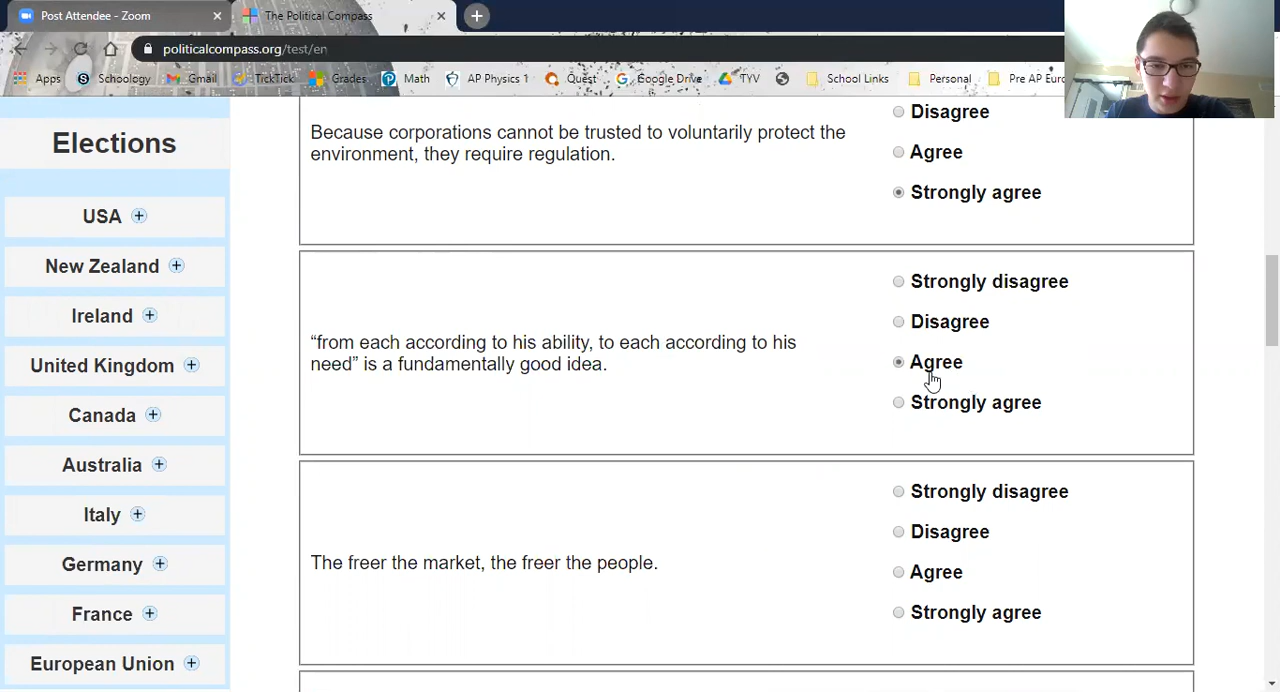 Post Attendee - Zoom
The Political Compass
politicalcompass.org/test/en
Apps Schoology Gmail TickTick Grades Math AP Physics 1 Quest Google Drive TYV School Links Personal Pre AP Euro
Elections
USA
New Zealand
Ireland
United Kingdom
Canada
Australia
Italy
Germany
France
European Union
Disagree
Because corporations cannot be trusted to voluntarily protect the
environment, they require regulation.
Agree
Strongly agree
Strongly disagree
Disagree
“from each according to his ability, to each according to his
need” is a fundamentally good idea.
Agree
Strongly agree
Strongly disagree
Disagree
The freer the market, the freer the people.
Agree
Strongly agree